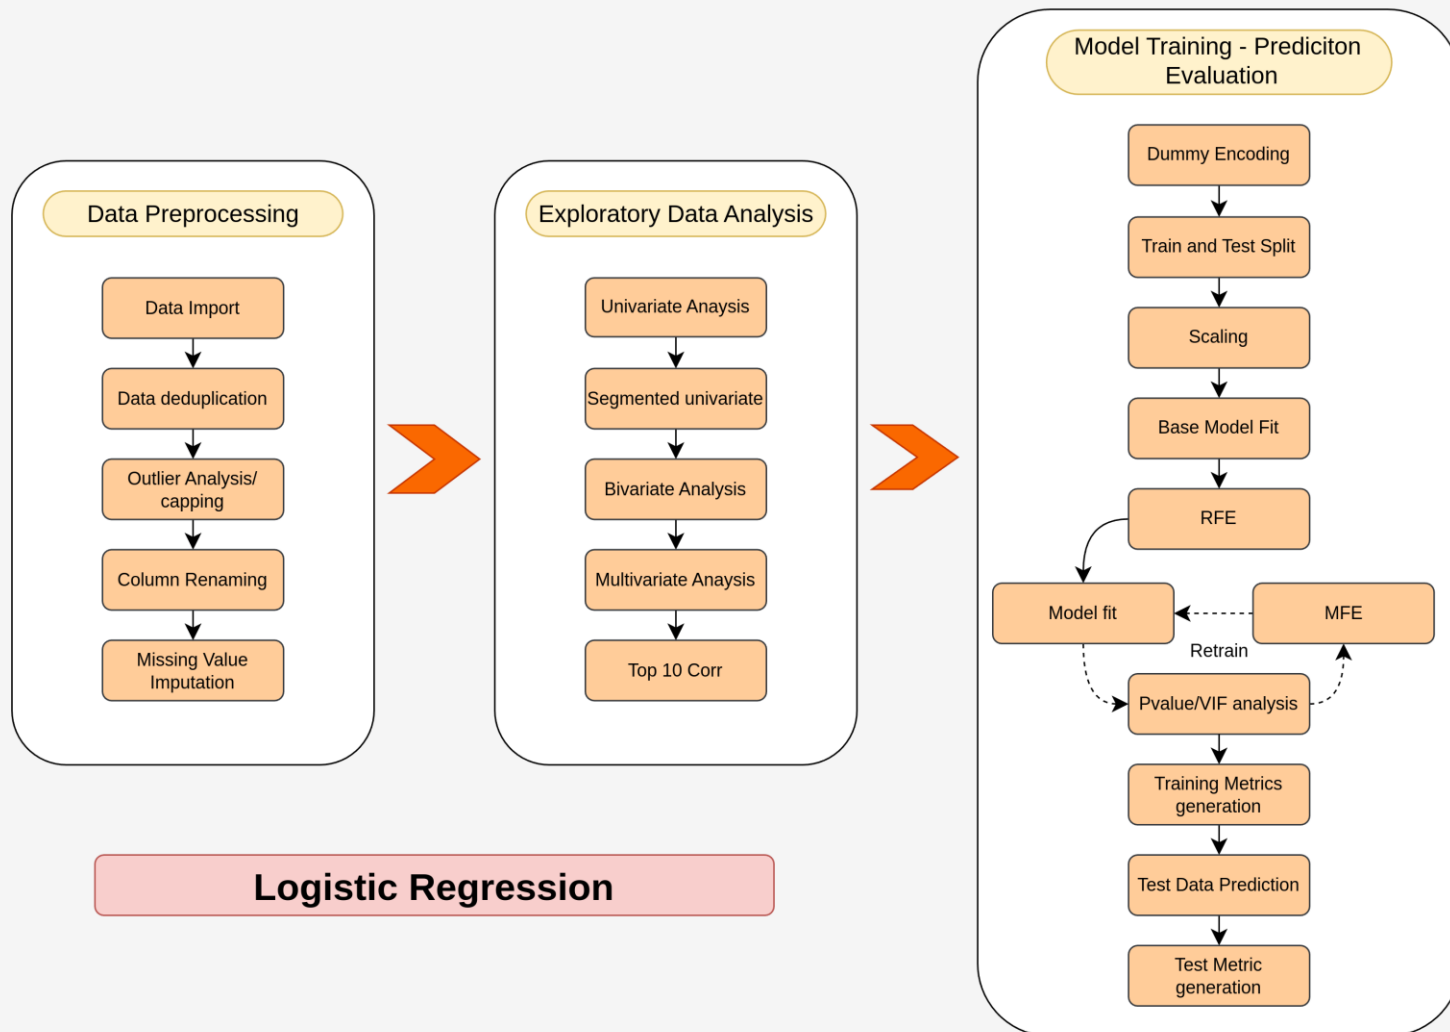 Data Preprocessing
Data Import
Data deduplication
Outlier Analysis/
capping
Column Renaming
Missing Value
Imputation
Exploratory Data Analysis
Univariate Anaysis
Segmented univariate
Bivariate Analysis
Multivariate Anaysis
Top 10 Corr
Model Training - Prediciton
Evaluation
Dummy Encoding
Train and Test Split
Scaling
Base Model Fit
RFE
Model fit
MFE
Retrain
Pvalue/VIF analysis
Training Metrics
generation
Test Data Prediction
Test Metric
generation
Logistic Regression